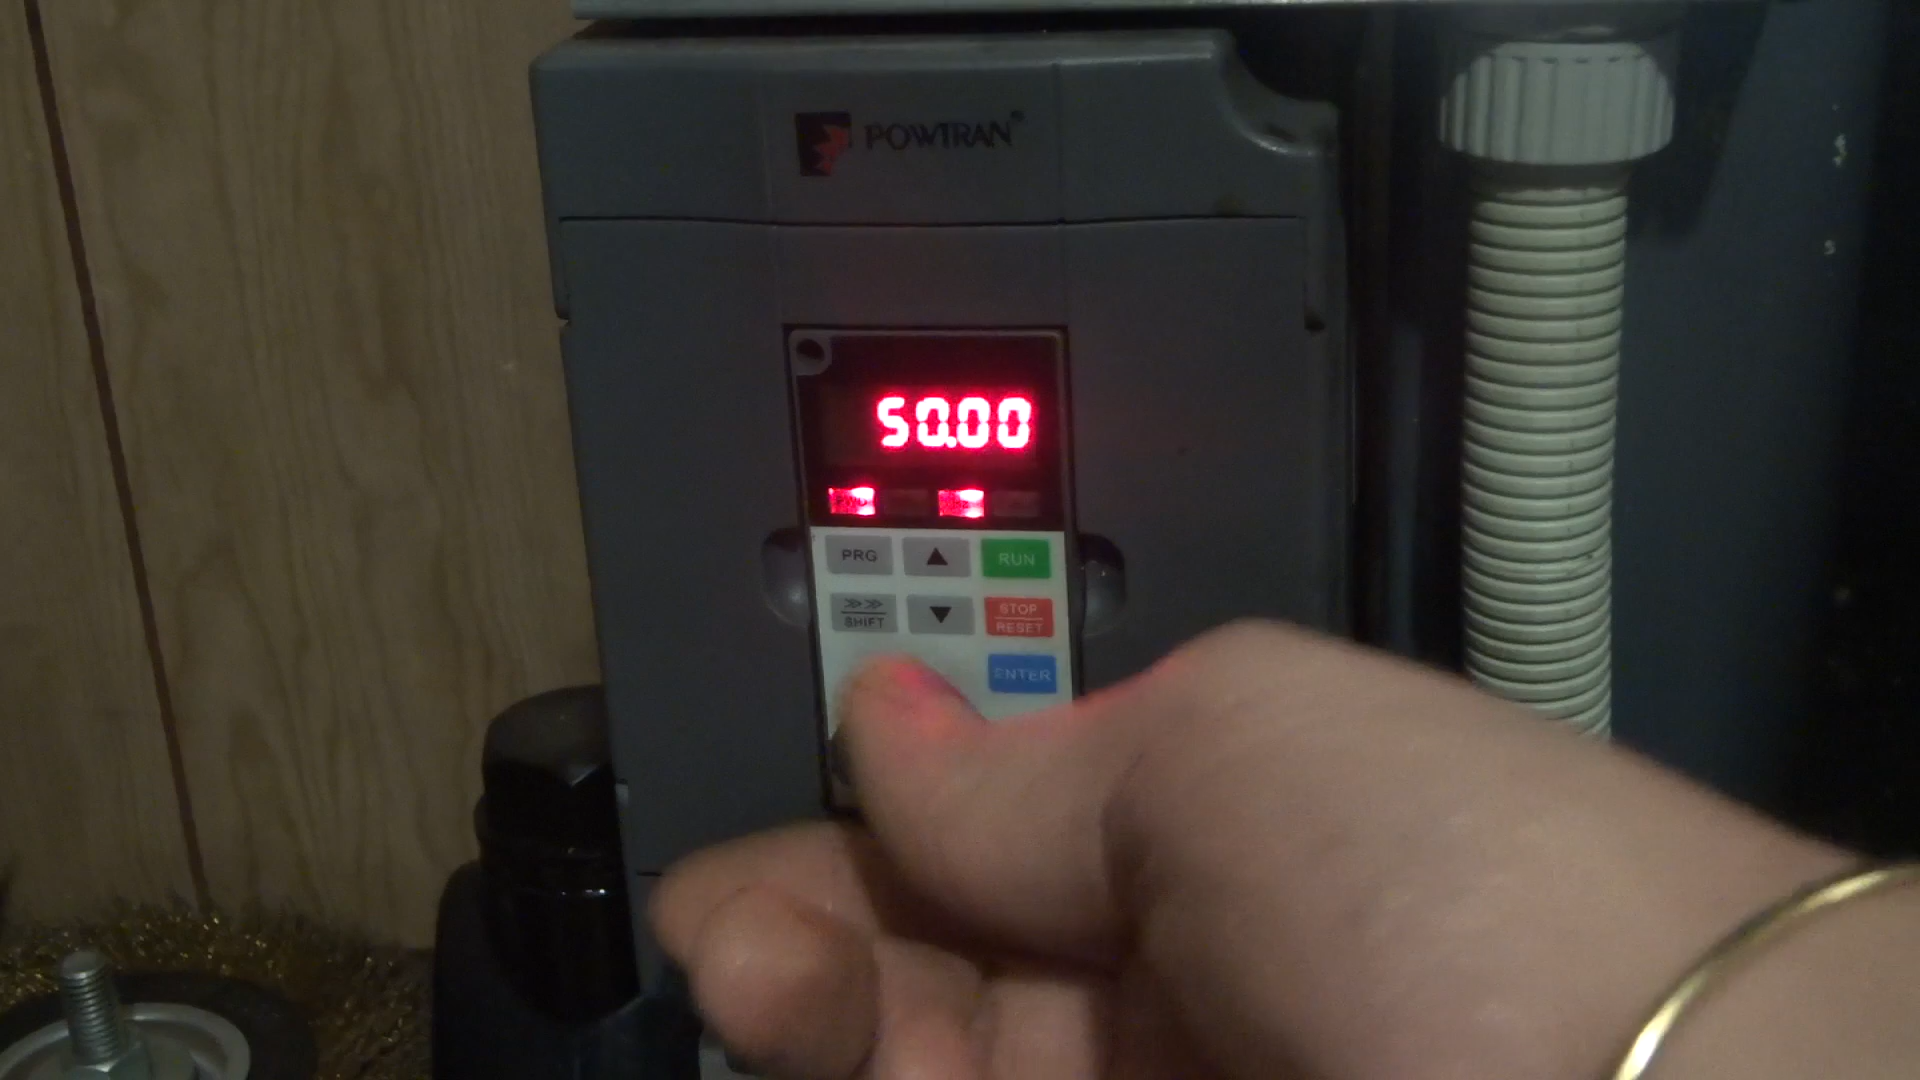 POWTRAN®
50.00
PRG
▲
RUN
≫≫
SHIFT
▼
STOP
RESET
ENTER